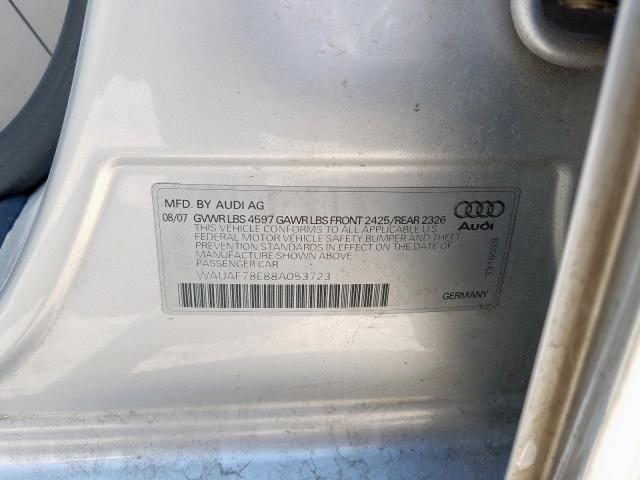 MFD. BY AUDI AG
08/07 GVWR LBS 4597 GAWR LBS FRONT 2425/REAR 2326
THIS VEHICLE CONFORMS TO ALL APPLICABLE U.S.
FEDERAL MOTOR VEHICLE SAFETY BUMPER AND THEFT
PREVENTION STANDARDS IN EFFECT ON THE DATE OF
MANUFACTURE SHOWN ABOVE
PASSENGER CAR
WAUAF78E88A053723
Audi
3316039
GERMANY